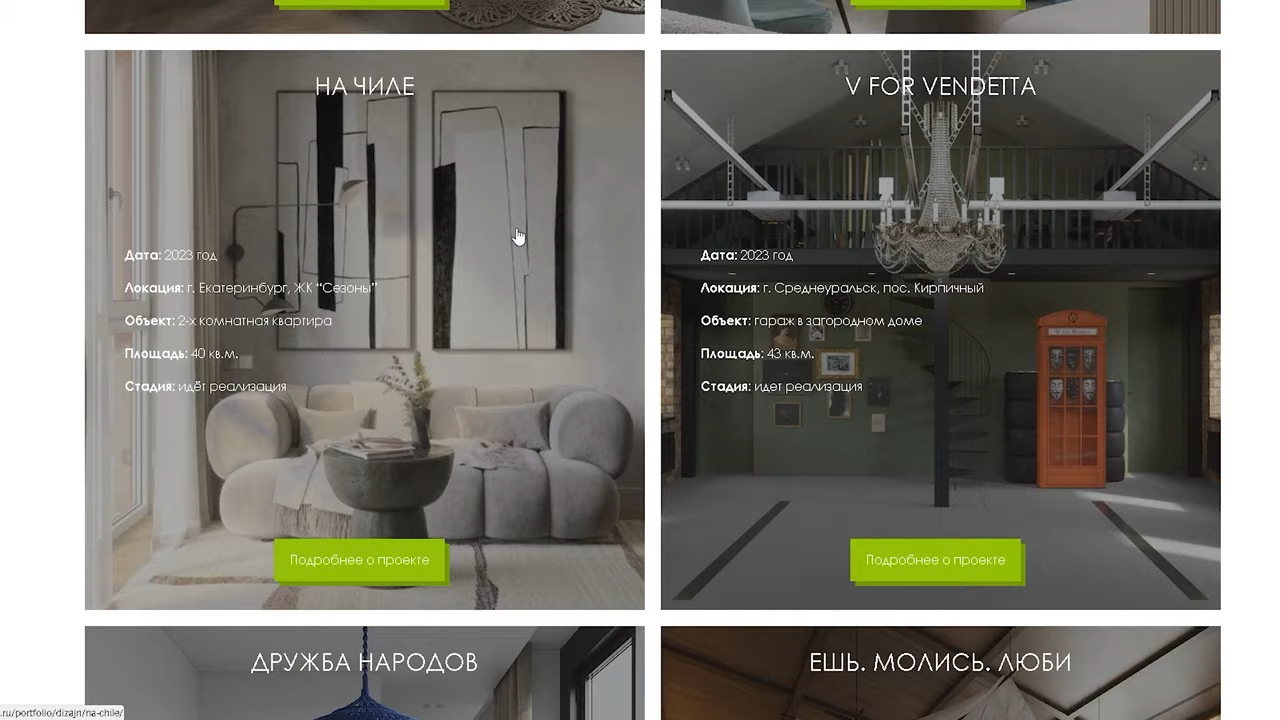 НА ЧИЛЕ
Дата: 2023 год
Локация: г. Екатеринбург, ЖК “Сезоны”
Объект: 2-х комнатная квартира
Площадь: 40 кв.м.
Стадия: идёт реализация
Подробнее о проекте
V FOR VENDETTA
Дата: 2023 год
Локация: г. Среднеуральск, пос. Кирпичный
Объект: гараж в загородном доме
Площадь: 43 кв.м.
Стадия: идет реализация
Подробнее о проекте
ДРУЖБА НАРОДОВ
ЕШЬ. МОЛИСЬ. ЛЮБИ
.ru/portfolio/dizajn/na-chile/